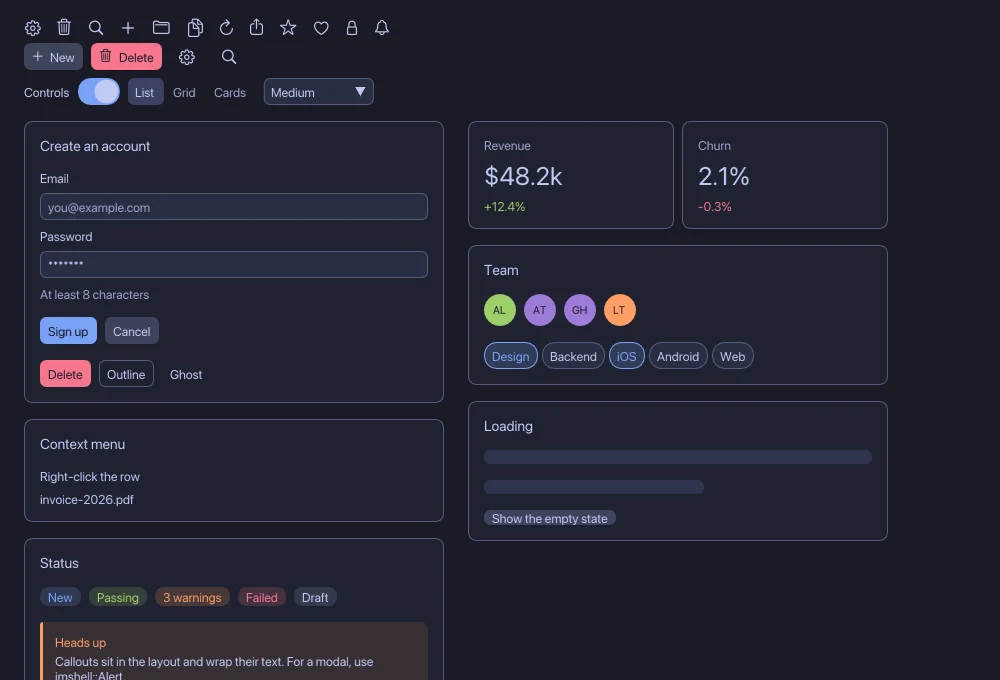 New
Delete
Controls
List
Grid
Cards
Medium
Create an account
Email
you@example.com
Password
*******
At least 8 characters
Sign up
Cancel
Delete
Outline
Ghost
Context menu
Right-click the row
invoice-2026.pdf
Status
New
Passing
3 warnings
Failed
Draft
Heads up
Callouts sit in the layout and wrap their text. For a modal, use
imshell::Alert
Revenue
$48.2k
+12.4%
Churn
2.1%
-0.3%
Team
AL
AT
GH
LT
Design
Backend
iOS
Android
Web
Loading
Show the empty state